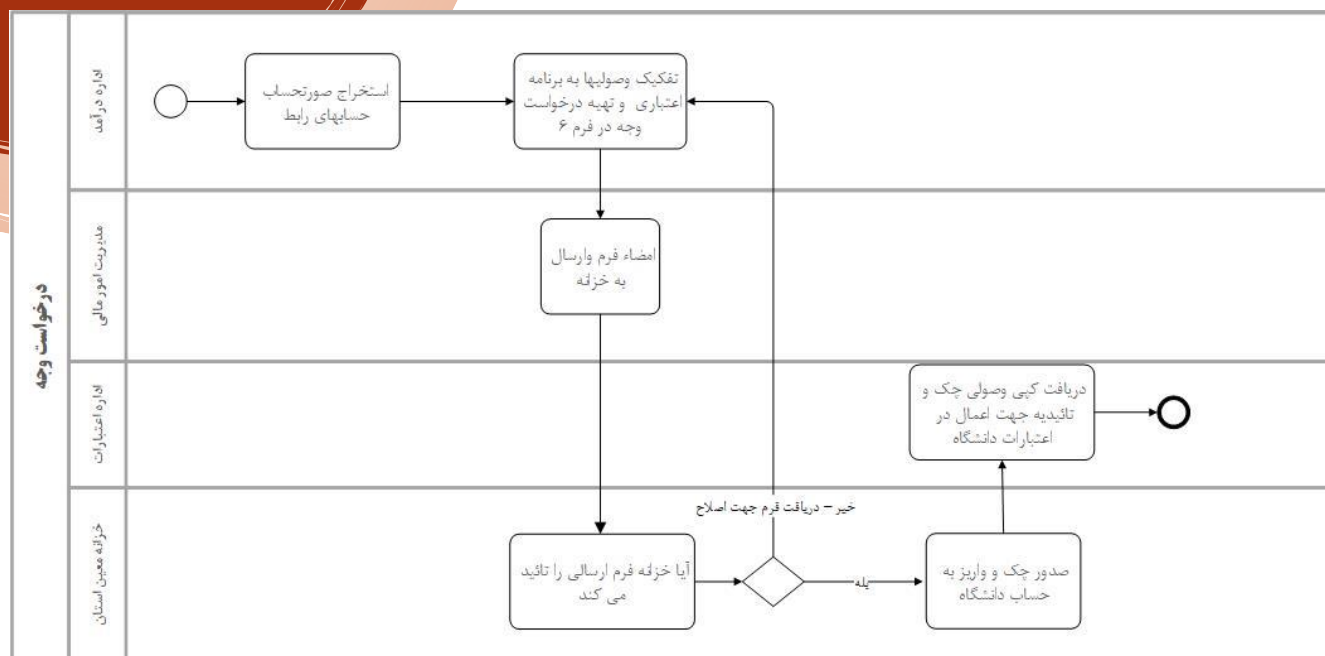 درخواست وجه
اداره درآمد
استخراج صورتحساب
حسابهای رابط
تفکیک وصولیها به برنامه
اعتباری و تهیه درخواست
وجه در فرم ۶
مدیریت امور مالی
امضاء فرم وارسال
به خزانه
اداره اعتبارات
دریافت کپی وصولی چک و
تائیدیه جهت اعمال در
اعتبارات دانشگاه
خزانه معین استان
آیا خزانه فرم ارسالی را تائید
می کند
خیر – دریاقت قرم جهت اصلاح
بله
صدور چک و واریز به
حساب دانشگاه